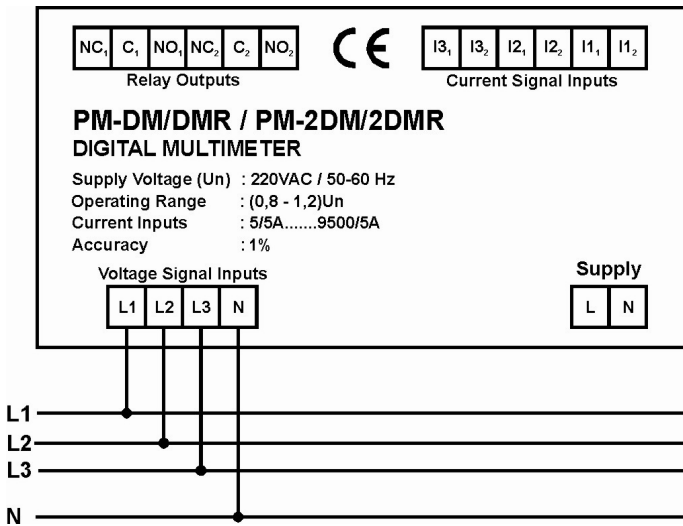 NC₁ C₁ NO₁ NC₂ C₂ NO₂
Relay Outputs
CE
I3₁ I3₂ I2₁ I2₂ I1₁ I1₂
Current Signal Inputs
PM-DM/DMR / PM-2DM/2DMR
DIGITAL MULTIMETER
Supply Voltage (Un) : 220VAC / 50-60 Hz
Operating Range : (0,8 - 1,2)Un
Current Inputs : 5/5A.......9500/5A
Accuracy : 1%
Voltage Signal Inputs
L1 L2 L3 N
Supply
L N
L1
L2
L3
N